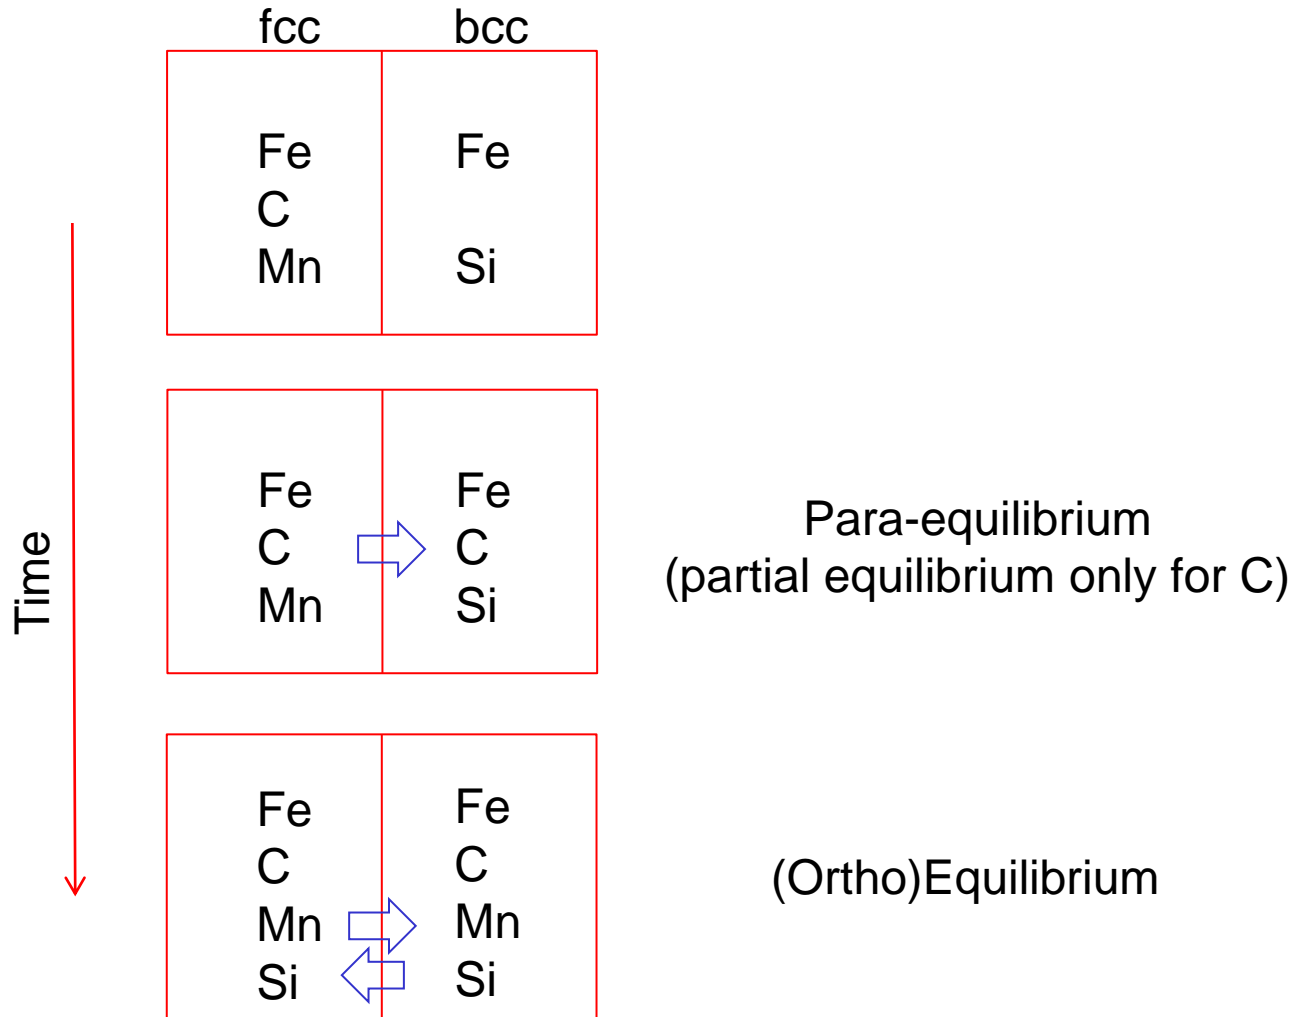 fcc bcc
Fe Fe
C
Mn Si
Fe Fe
C C
Mn Si
Para-equilibrium
(partial equilibrium only for C)
Time
Fe Fe
C C
Mn Mn
Si Si
(Ortho)Equilibrium